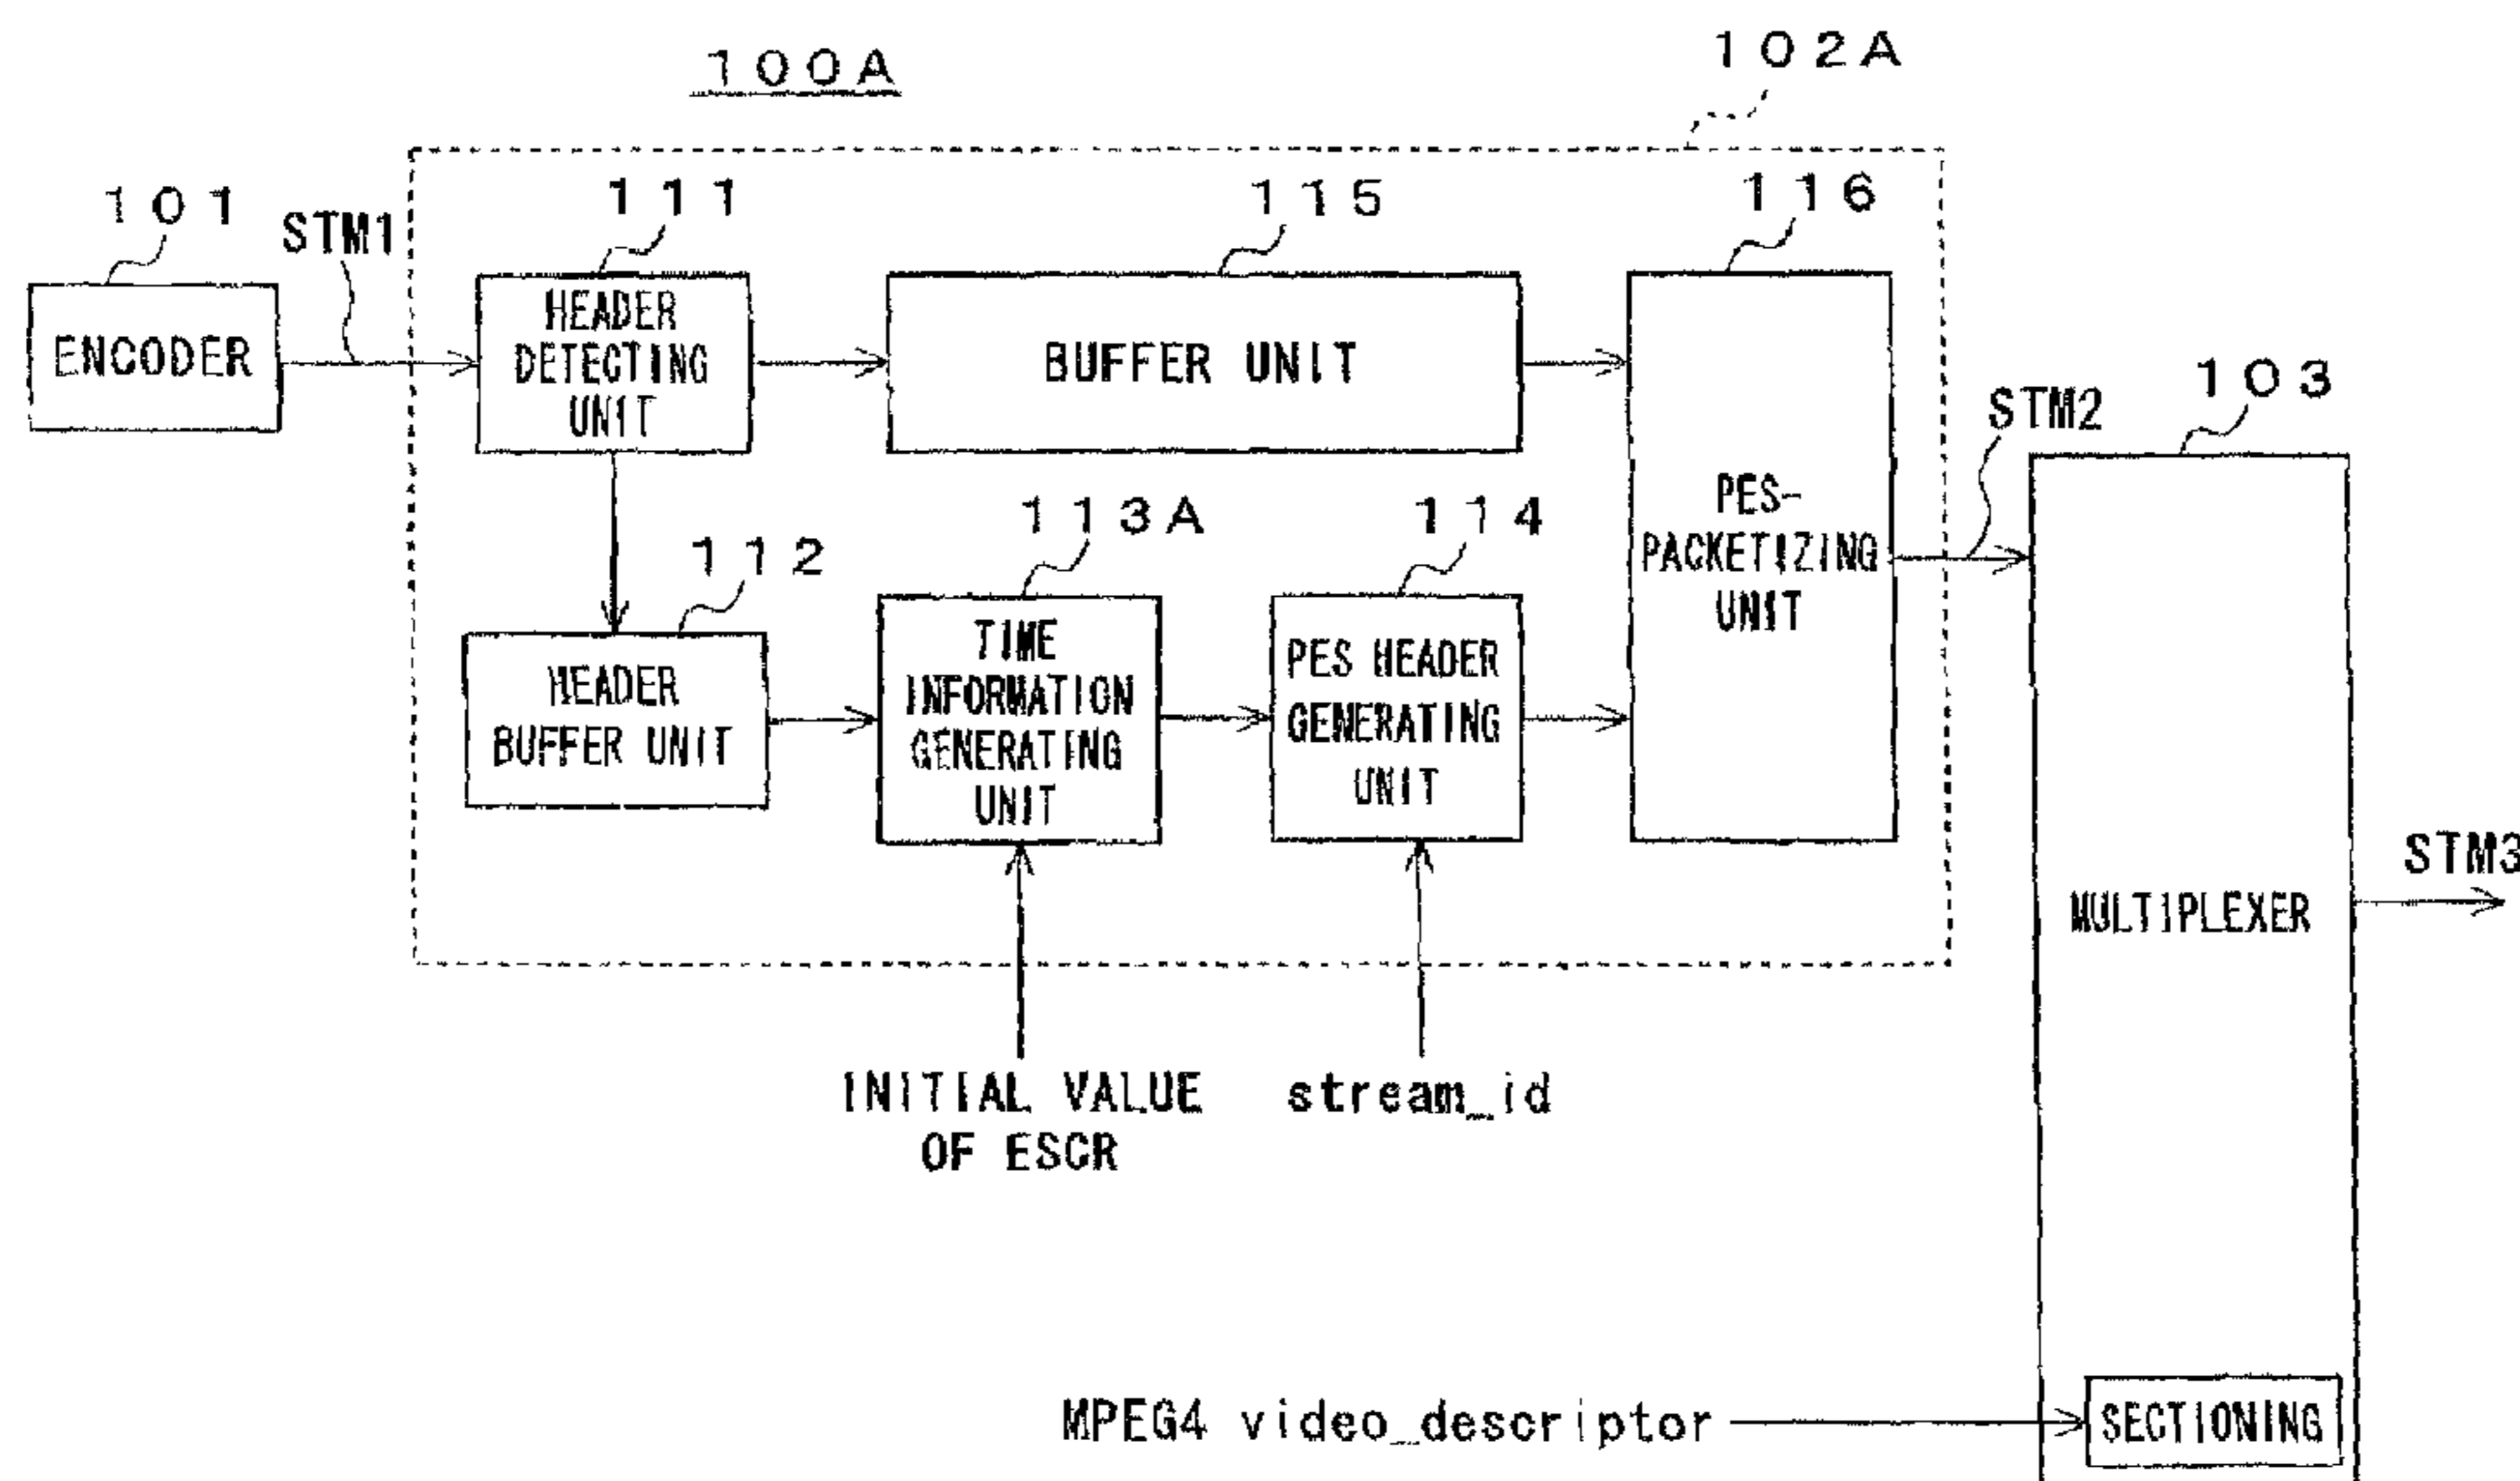 100A
102A
101
STM1
111
115
116
ENCODER
HEADER
DETECTING
UNIT
BUFFER UNIT
PES-
PACKETIZING
UNIT
STM2
103
112
113A
114
HEADER
BUFFER UNIT
TIME
INFORMATION
GENERATING
UNIT
PES HEADER
GENERATING
UNIT
MULTIPLEXER
STM3
INITIAL VALUE
OF ESCR
stream_id
MPEG4 video_descriptor
SECTIONING